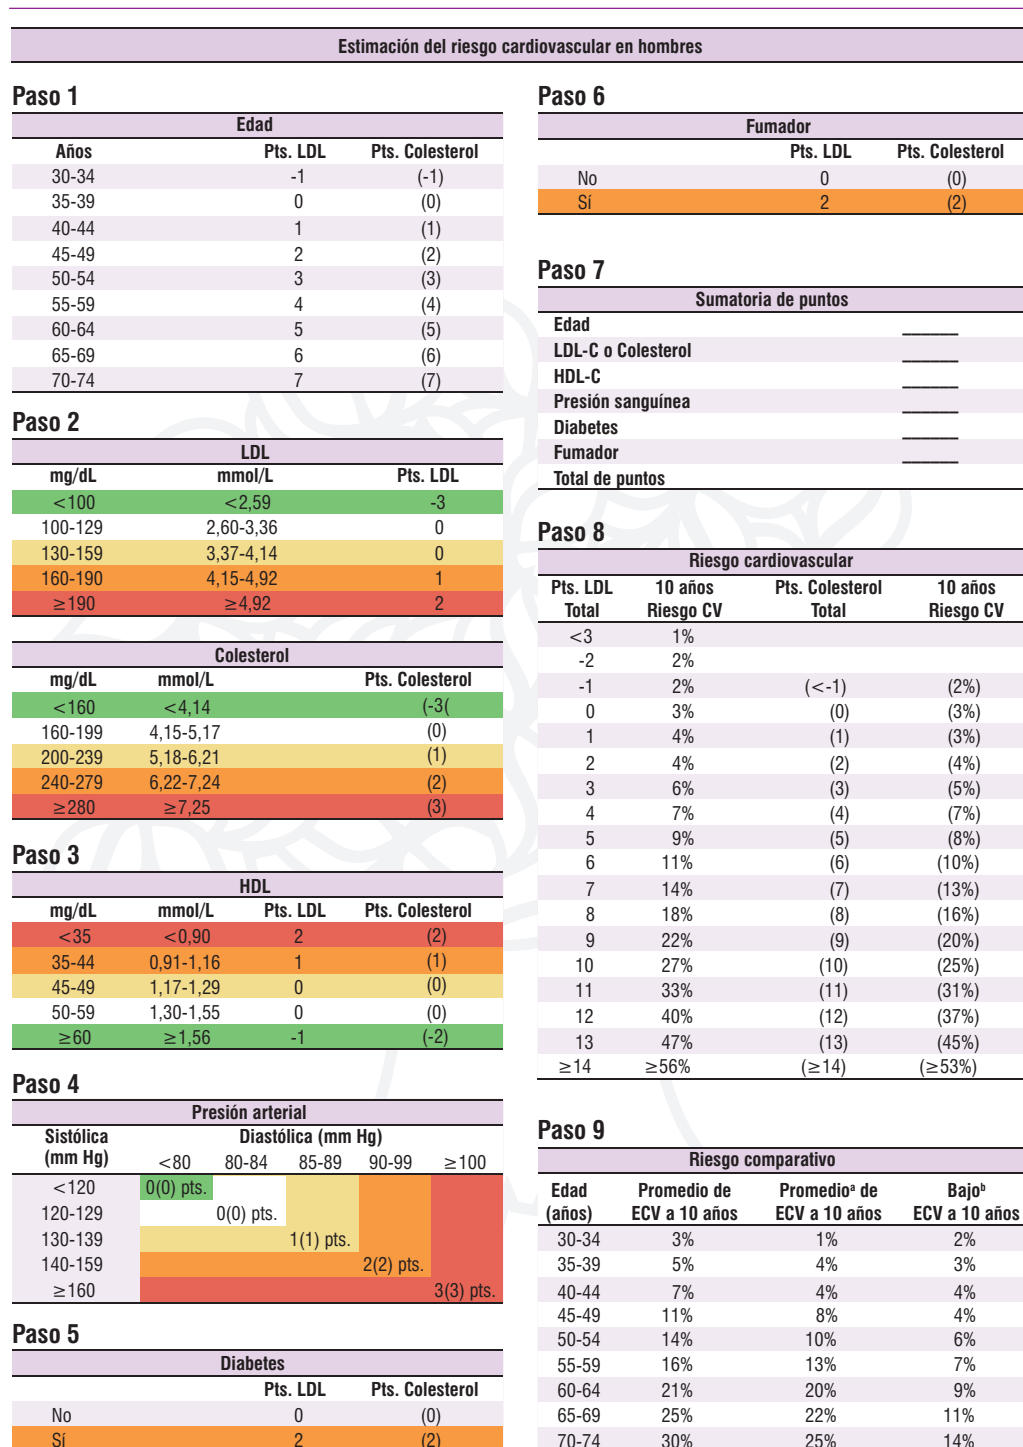 Estimación del riesgo cardiovascular en hombres
Paso 1
Edad
Años Pts. LDL Pts. Colesterol
30-34 -1 (-1)
35-39 0 (0)
40-44 1 (1)
45-49 2 (2)
50-54 3 (3)
55-59 4 (4)
60-64 5 (5)
65-69 6 (6)
70-74 7 (7)
Paso 2
LDL
mg/dL mmol/L Pts. LDL
<100 <2,59 -3
100-129 2,60-3,36 0
130-159 3,37-4,14 0
160-190 4,15-4,92 1
≥190 ≥4,92 2
Colesterol
mg/dL mmol/L Pts. Colesterol
<160 <4,14 (-3(
160-199 4,15-5,17 (0)
200-239 5,18-6,21 (1)
240-279 6,22-7,24 (2)
≥280 ≥7,25 (3)
Paso 3
HDL
mg/dL mmol/L Pts. LDL Pts. Colesterol
<35 <0,90 2 (2)
35-44 0,91-1,16 1 (1)
45-49 1,17-1,29 0 (0)
50-59 1,30-1,55 0 (0)
≥60 ≥1,56 -1 (-2)
Paso 4
Presión arterial
Sistólica Diastólica (mm Hg)
(mm Hg) <80 80-84 85-89 90-99 ≥100
<120 0(0) pts.
120-129 0(0) pts.
130-139 1(1) pts.
140-159 2(2) pts.
≥160 3(3) pts.
Paso 5
Diabetes
Pts. LDL Pts. Colesterol
No 0 (0)
Sí 2 (2)
Paso 6
Fumador
Pts. LDL Pts. Colesterol
No 0 (0)
Sí 2 (2)
Paso 7
Sumatoria de puntos
Edad ______
LDL-C o Colesterol ______
HDL-C ______
Presión sanguínea ______
Diabetes ______
Fumador ______
Total de puntos
Paso 8
Riesgo cardiovascular
Pts. LDL 10 años Pts. Colesterol 10 años
Total Riesgo CV Total Riesgo CV
<3 1%
-2 2%
-1 2% (<-1) (2%)
0 3% (0) (3%)
1 4% (1) (3%)
2 4% (2) (4%)
3 6% (3) (5%)
4 7% (4) (7%)
5 9% (5) (8%)
6 11% (6) (10%)
7 14% (7) (13%)
8 18% (8) (16%)
9 22% (9) (20%)
10 27% (10) (25%)
11 33% (11) (31%)
12 40% (12) (37%)
13 47% (13) (45%)
≥14 ≥56% (≥14) (≥53%)
Paso 9
Riesgo comparativo
Edad Promedio de Promedioᵃ de Bajoᵇ
(años) ECV a 10 años ECV a 10 años ECV a 10 años
30-34 3% 1% 2%
35-39 5% 4% 3%
40-44 7% 4% 4%
45-49 11% 8% 4%
50-54 14% 10% 6%
55-59 16% 13% 7%
60-64 21% 20% 9%
65-69 25% 22% 11%
70-74 30% 25% 14%